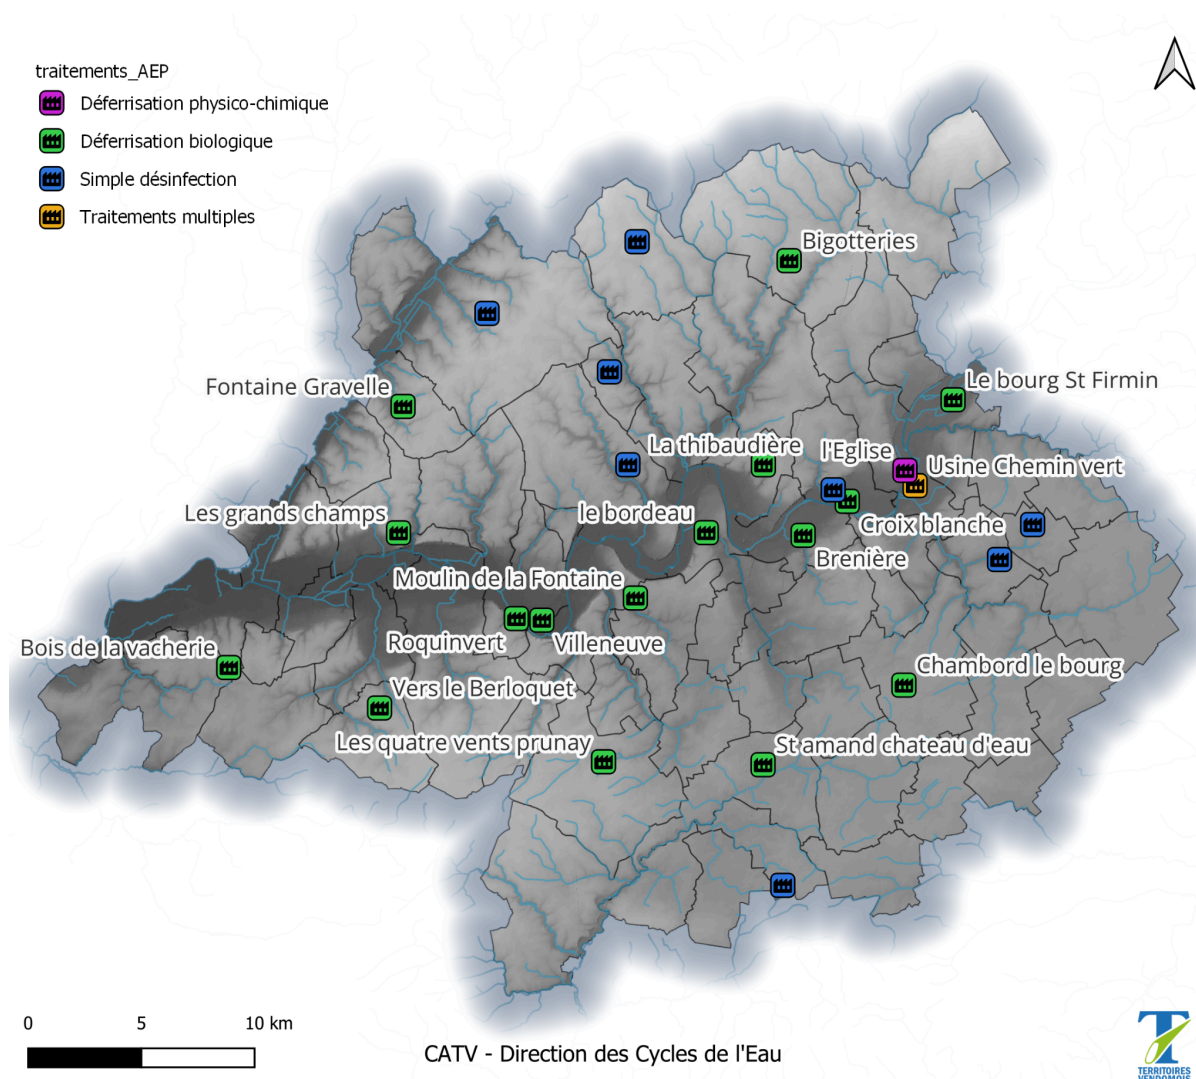 traitements_AEP
Déferrisation physico-chimique
Déferrisation biologique
Simple désinfection
Traitements multiples
Bigotteries
Fontaine Gravelle
Le bourg St Firmin
La thibaudière
l'Eglise
Usine Chemin vert
Les grands champs
le bordeau
Croix blanche
Brenière
Moulin de la Fontaine
Roquinvert
Villeneuve
Bois de la vacherie
Chambord le bourg
Vers le Berloquet
Les quatre vents prunay
St amand chateau d'eau
0 5 10 km
CATV - Direction des Cycles de l'Eau
TERRITOIRES
VENDOMOIS